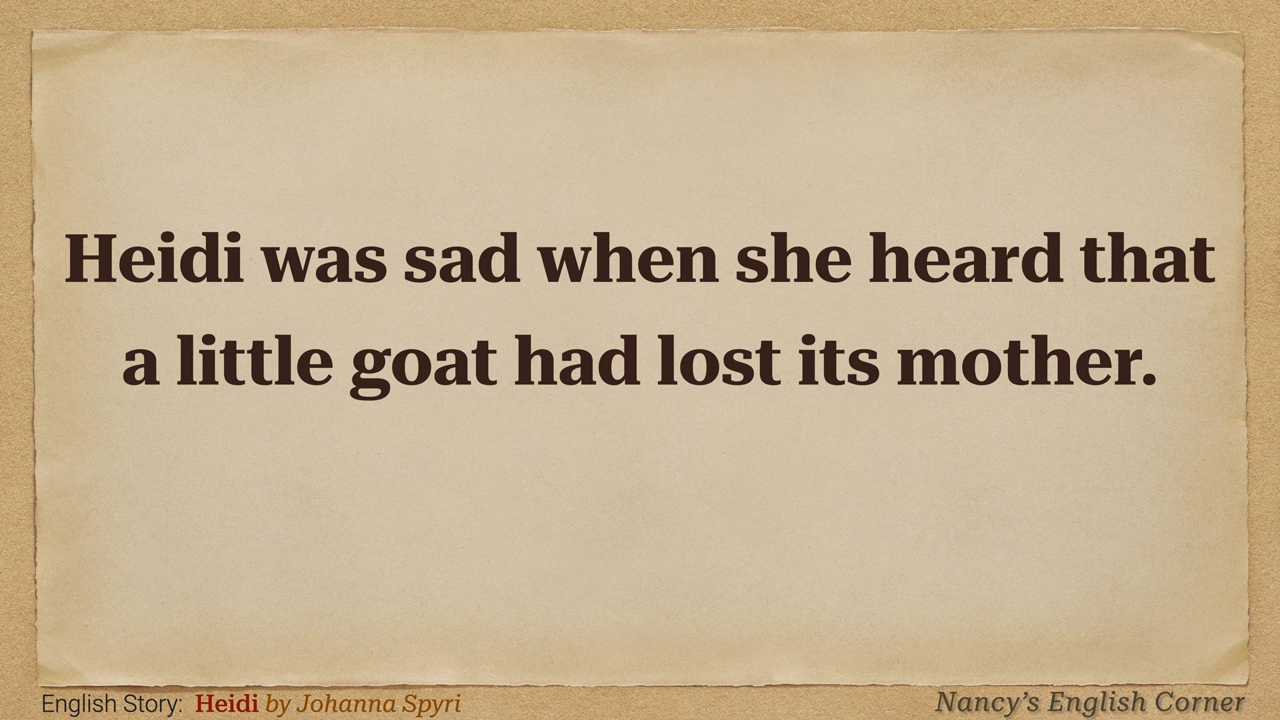 Heidi was sad when she heard that
a little goat had lost its mother.
English Story: Heidi by Johanna Spyri
Nancy’s English Corner